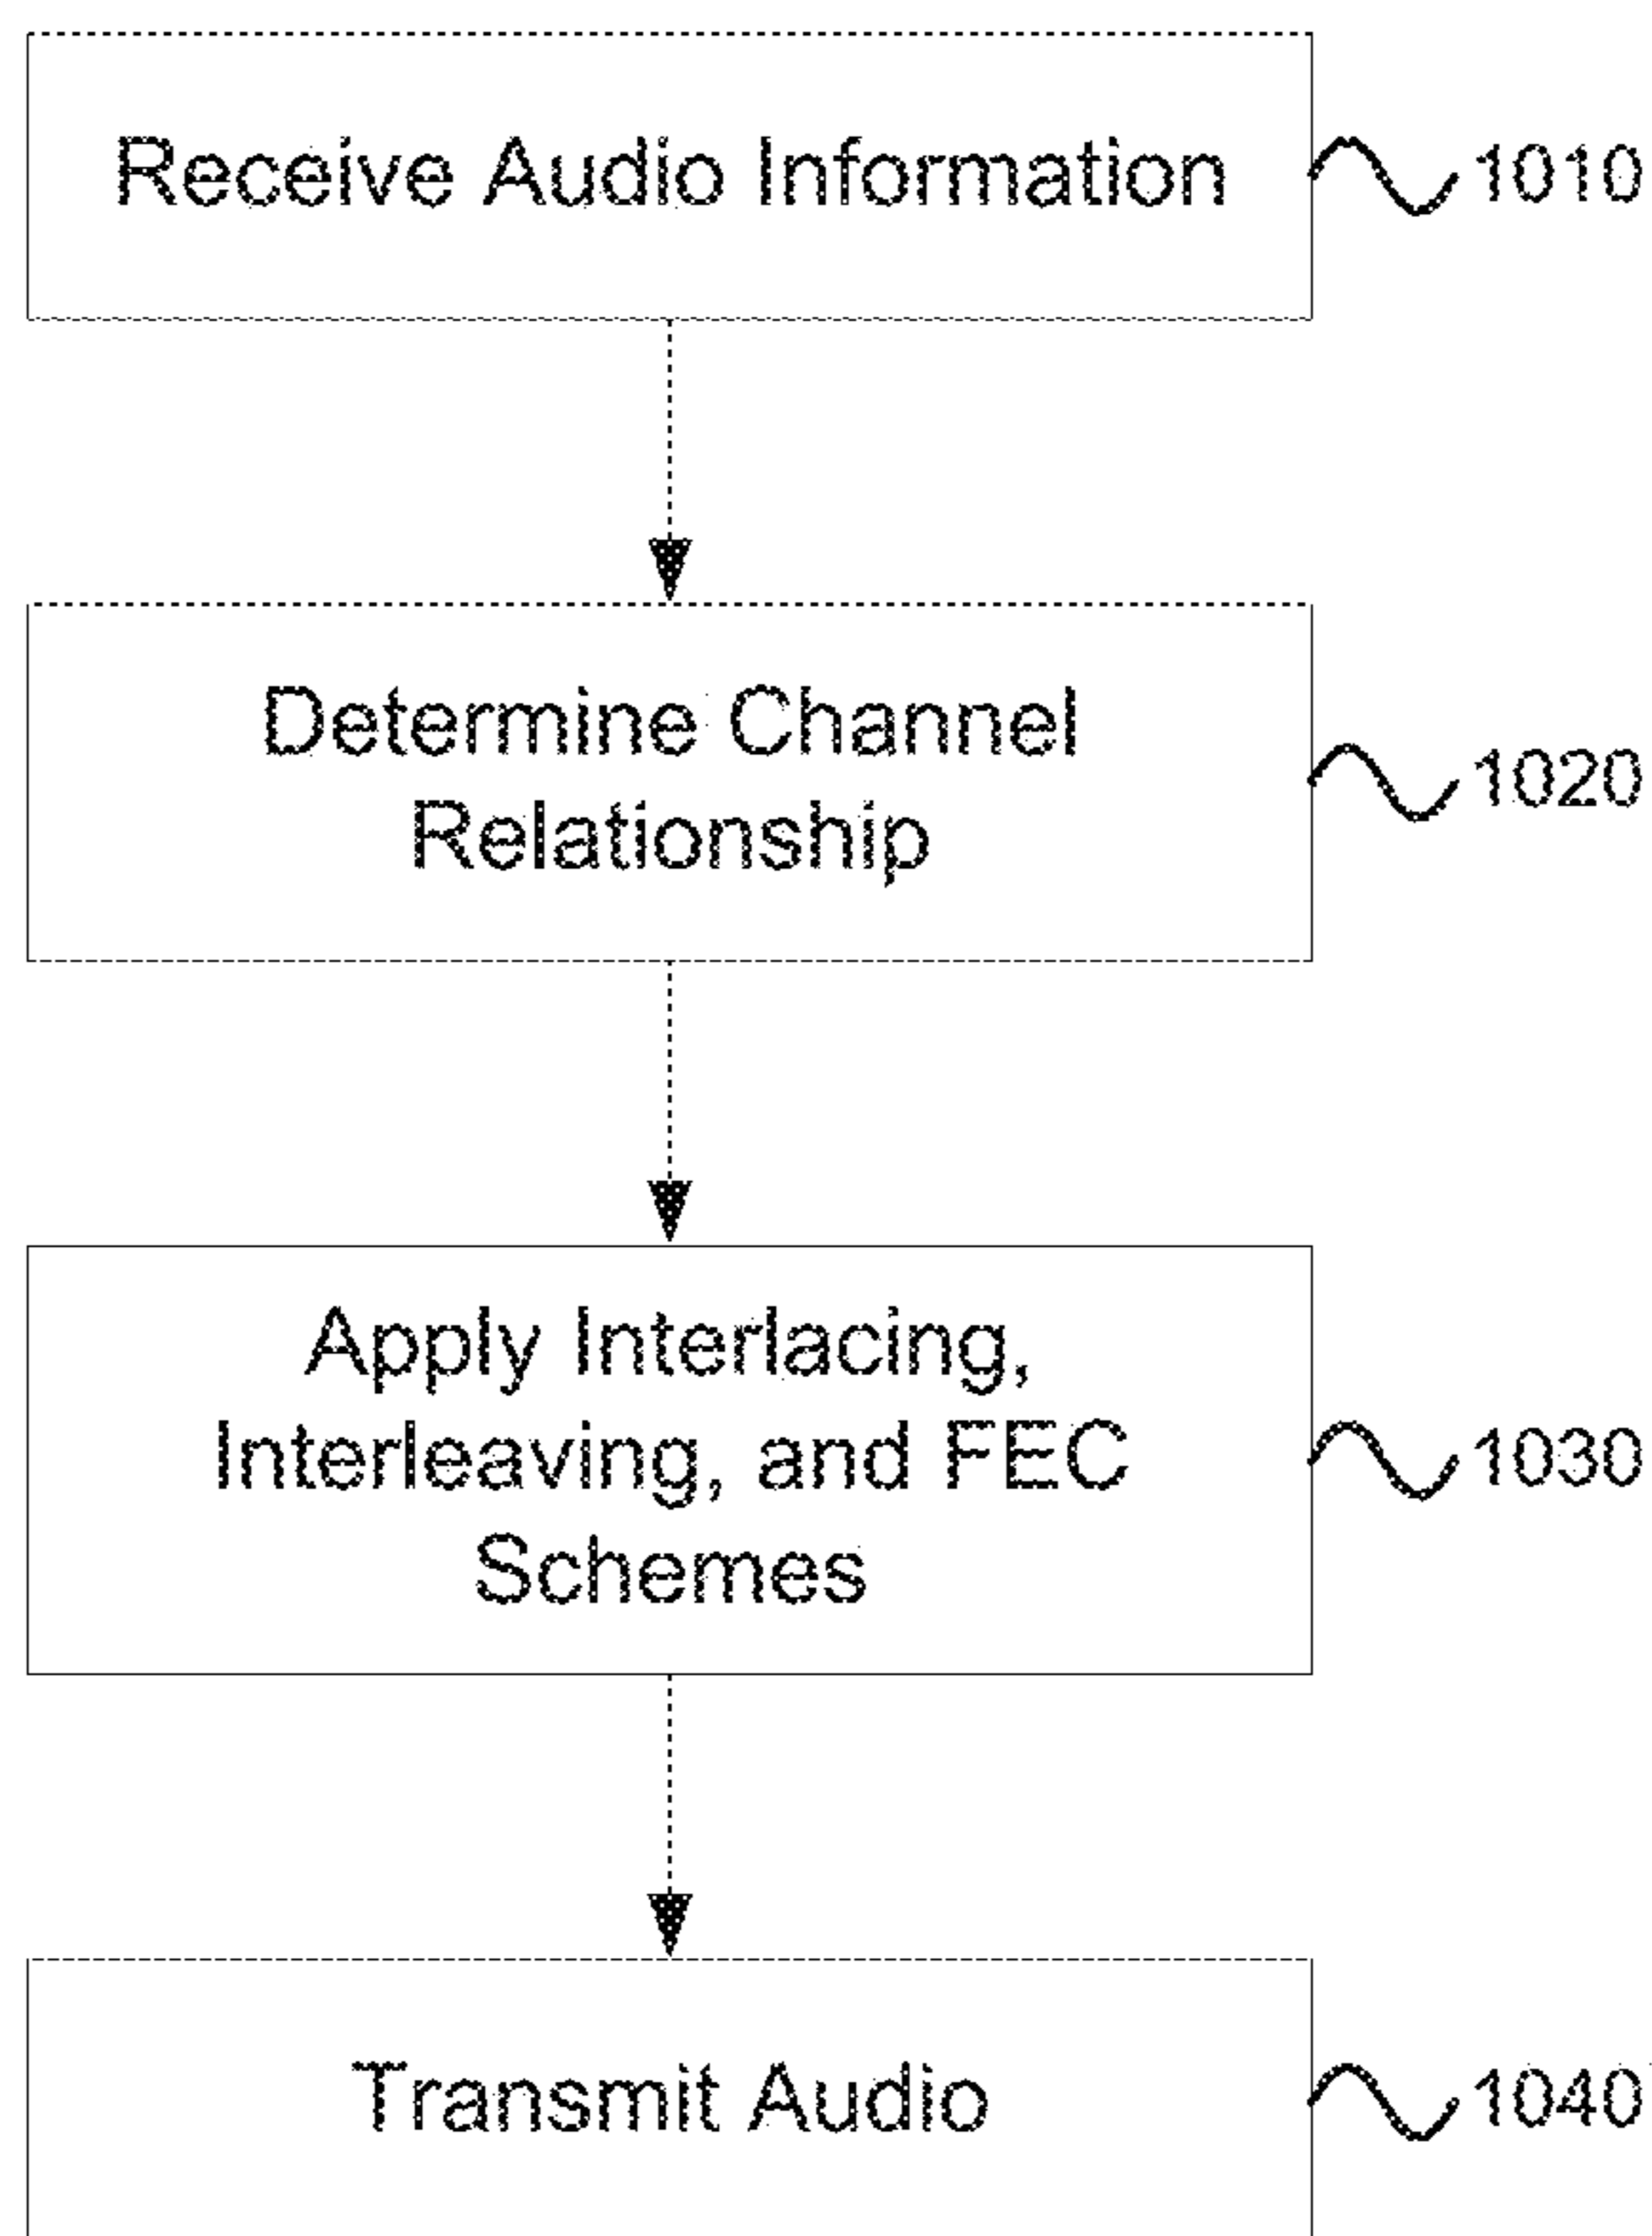 Receive Audio Information
1010
Determine Channel
Relationship
1020
Apply Interlacing,
Interleaving, and FEC
Schemes
1030
Transmit Audio
1040